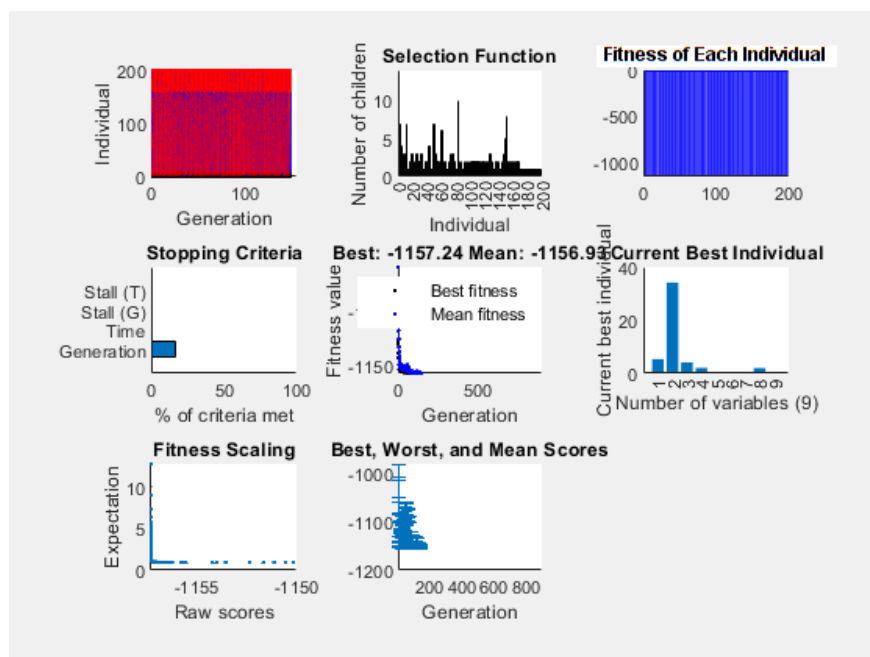 200
100
0
Individual
0
100
Generation
Selection Function
10
5
0
Number of children
0 20 40 60 80 100 120 140 160 180 200
Individual
Fitness of Each Individual
0
-500
-1000
0
100
200
Stopping Criteria
Stall (T)
Stall (G)
Time
Generation
0
50
100
% of criteria met
Best: -1157.24 Mean: -1156.93
Fitness value
Best fitness
Mean fitness
-1150
0
500
Generation
Current Best Individual
40
20
0
Current best individual
1 2 3 4 5 6 7 8 9
Number of variables (9)
Fitness Scaling
10
5
0
Expectation
-1155
-1150
Raw scores
Best, Worst, and Mean Scores
-1000
-1100
-1200
200 400 600 800
Generation